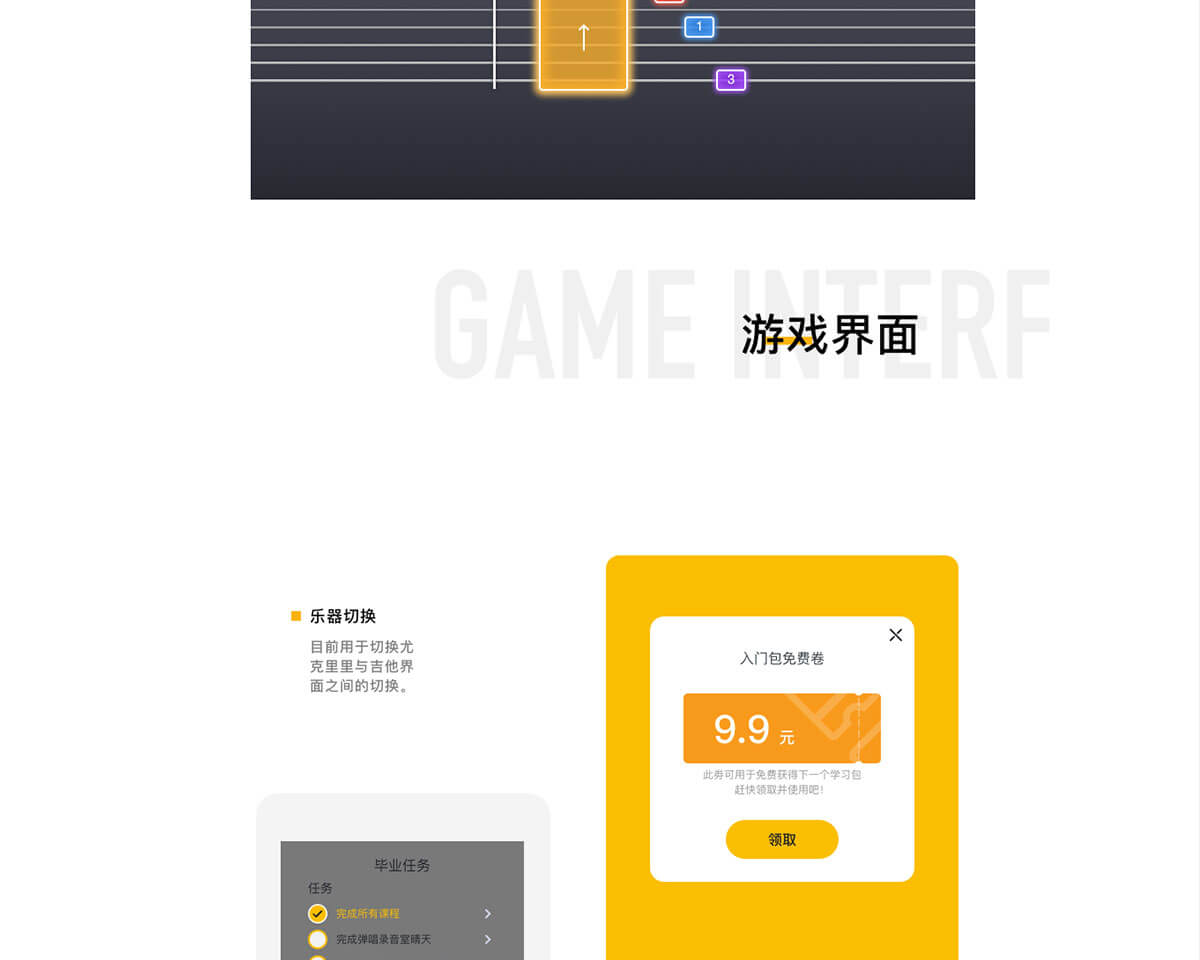 1
3
GAME INTERF
游戏界面
乐器切换
目前用于切换尤
克里里与吉他界
面之间的切换。
入门包免费卷
9.9 元
此券可用于免费获得下一个学习包
赶快领取并使用吧!
领取
毕业任务
任务
完成所有课程
完成弹唱录音室晴天